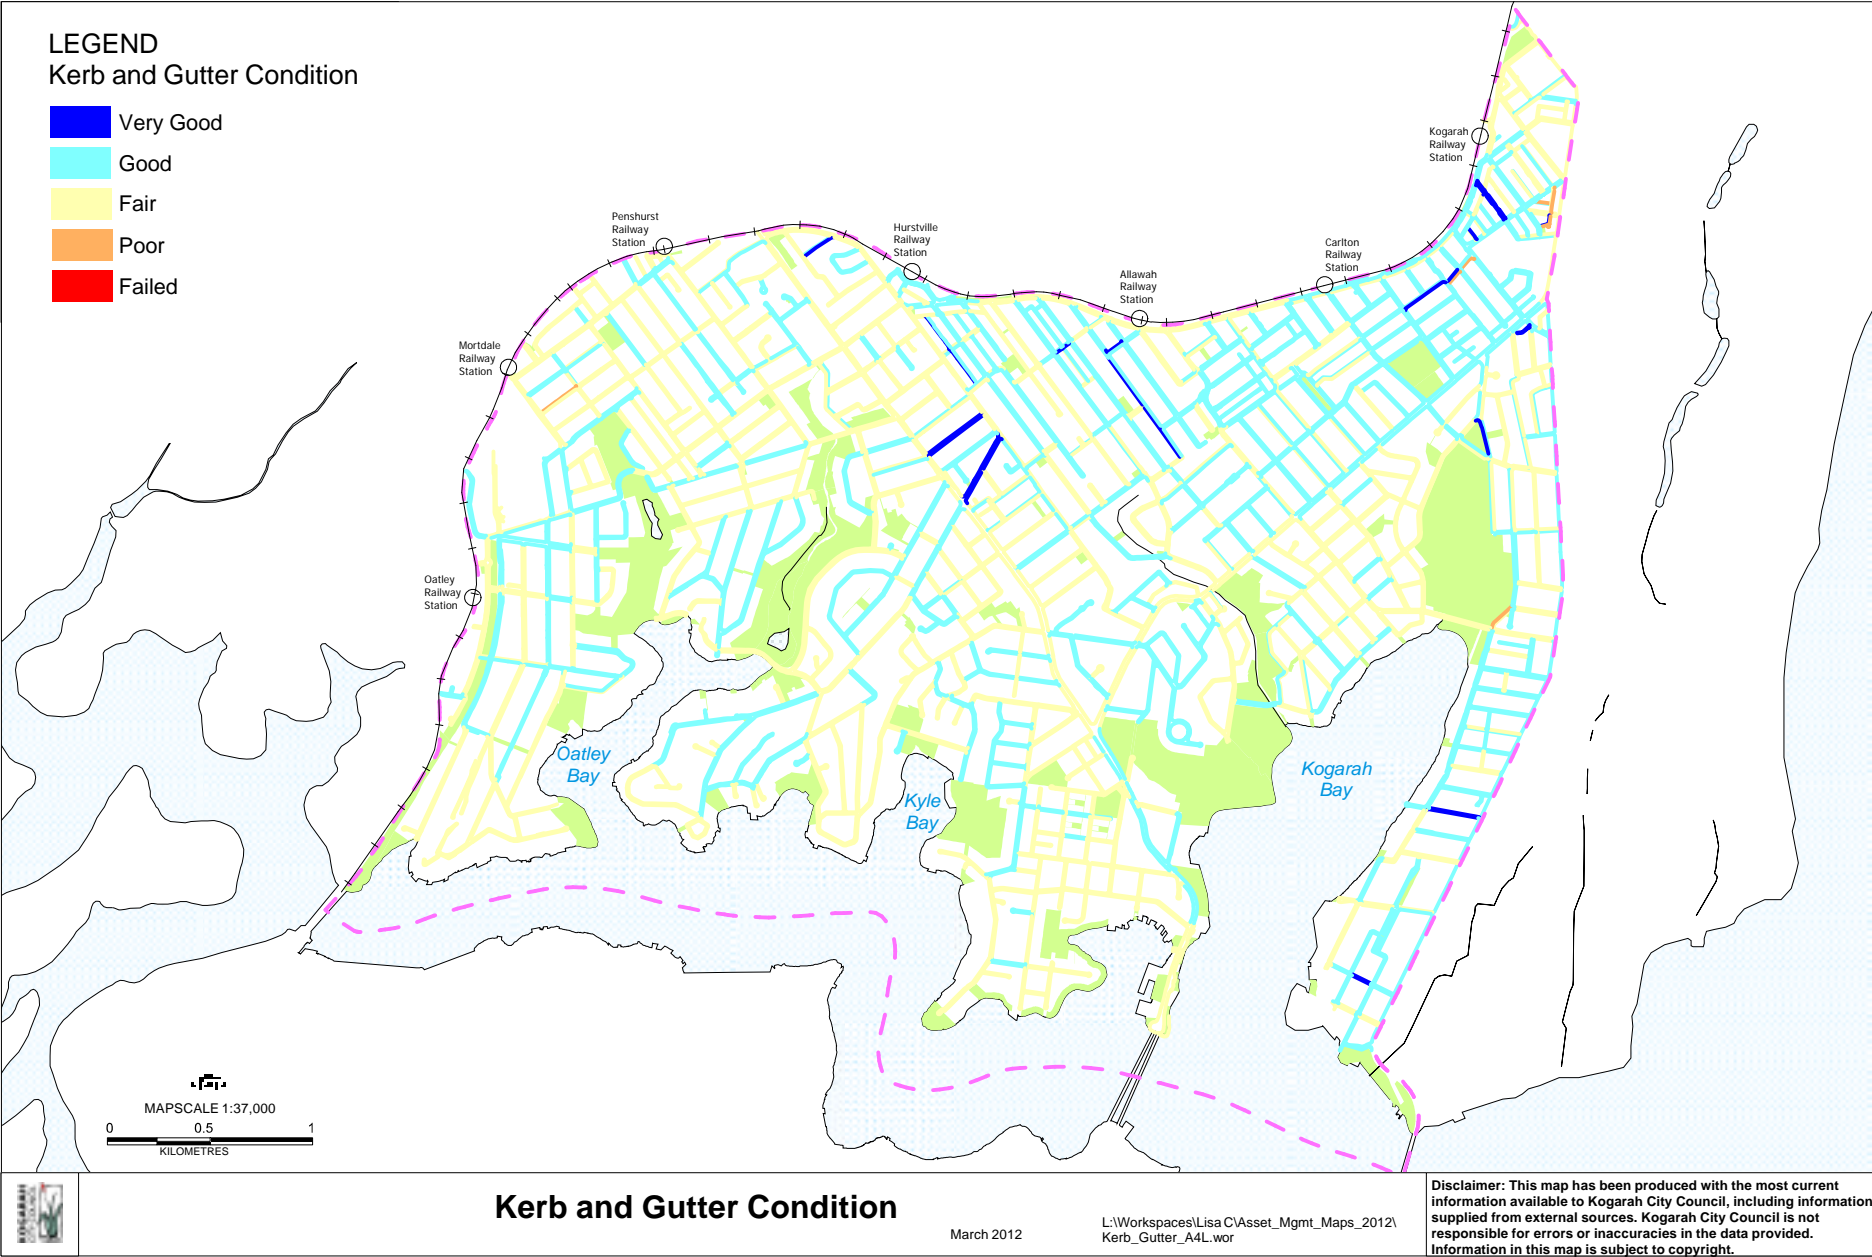 LEGEND
Kerb and Gutter Condition
Very Good
Good
Fair
Poor
Failed
Kogarah
Railway
Station
Penshurst
Railway
Station
Hurstville
Railway
Station
Carlton
Railway
Station
Allawah
Railway
Station
Mortdale
Railway
Station
Oatley
Railway
Station
Oatley
Bay
Kyle
Bay
Kogarah
Bay
MAPSCALE 1:37,000
0 0.5 1
KILOMETRES
KOGARAH
Kerb and Gutter Condition
March 2012
L:\Workspaces\Lisa C\Asset_Mgmt_Maps_2012\
Kerb_Gutter_A4L.wor
Disclaimer: This map has been produced with the most current
information available to Kogarah City Council, including information
supplied from external sources. Kogarah City Council is not
responsible for errors or inaccuracies in the data provided.
Information in this map is subject to copyright.